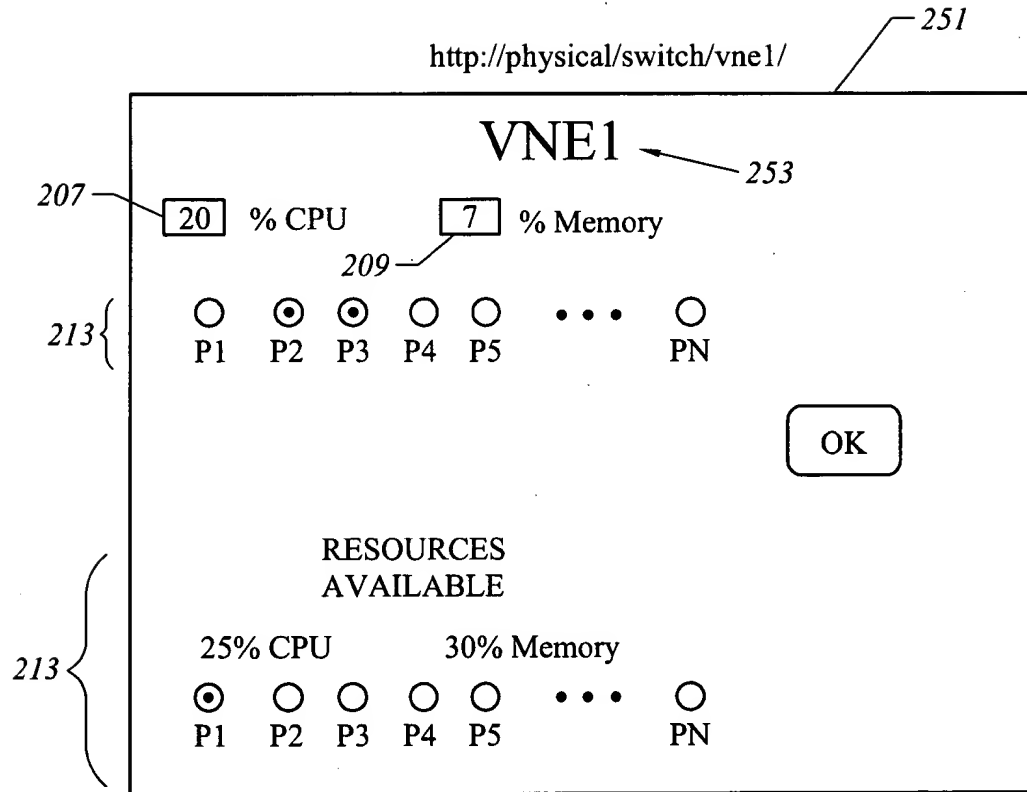 251
http://physical/switch/vne1/
VNE1
253
207
20 % CPU 7 % Memory
209
213
P1 P2 P3 P4 P5 • • • PN
OK
RESOURCES
AVAILABLE
213
25% CPU 30% Memory
P1 P2 P3 P4 P5 • • • PN